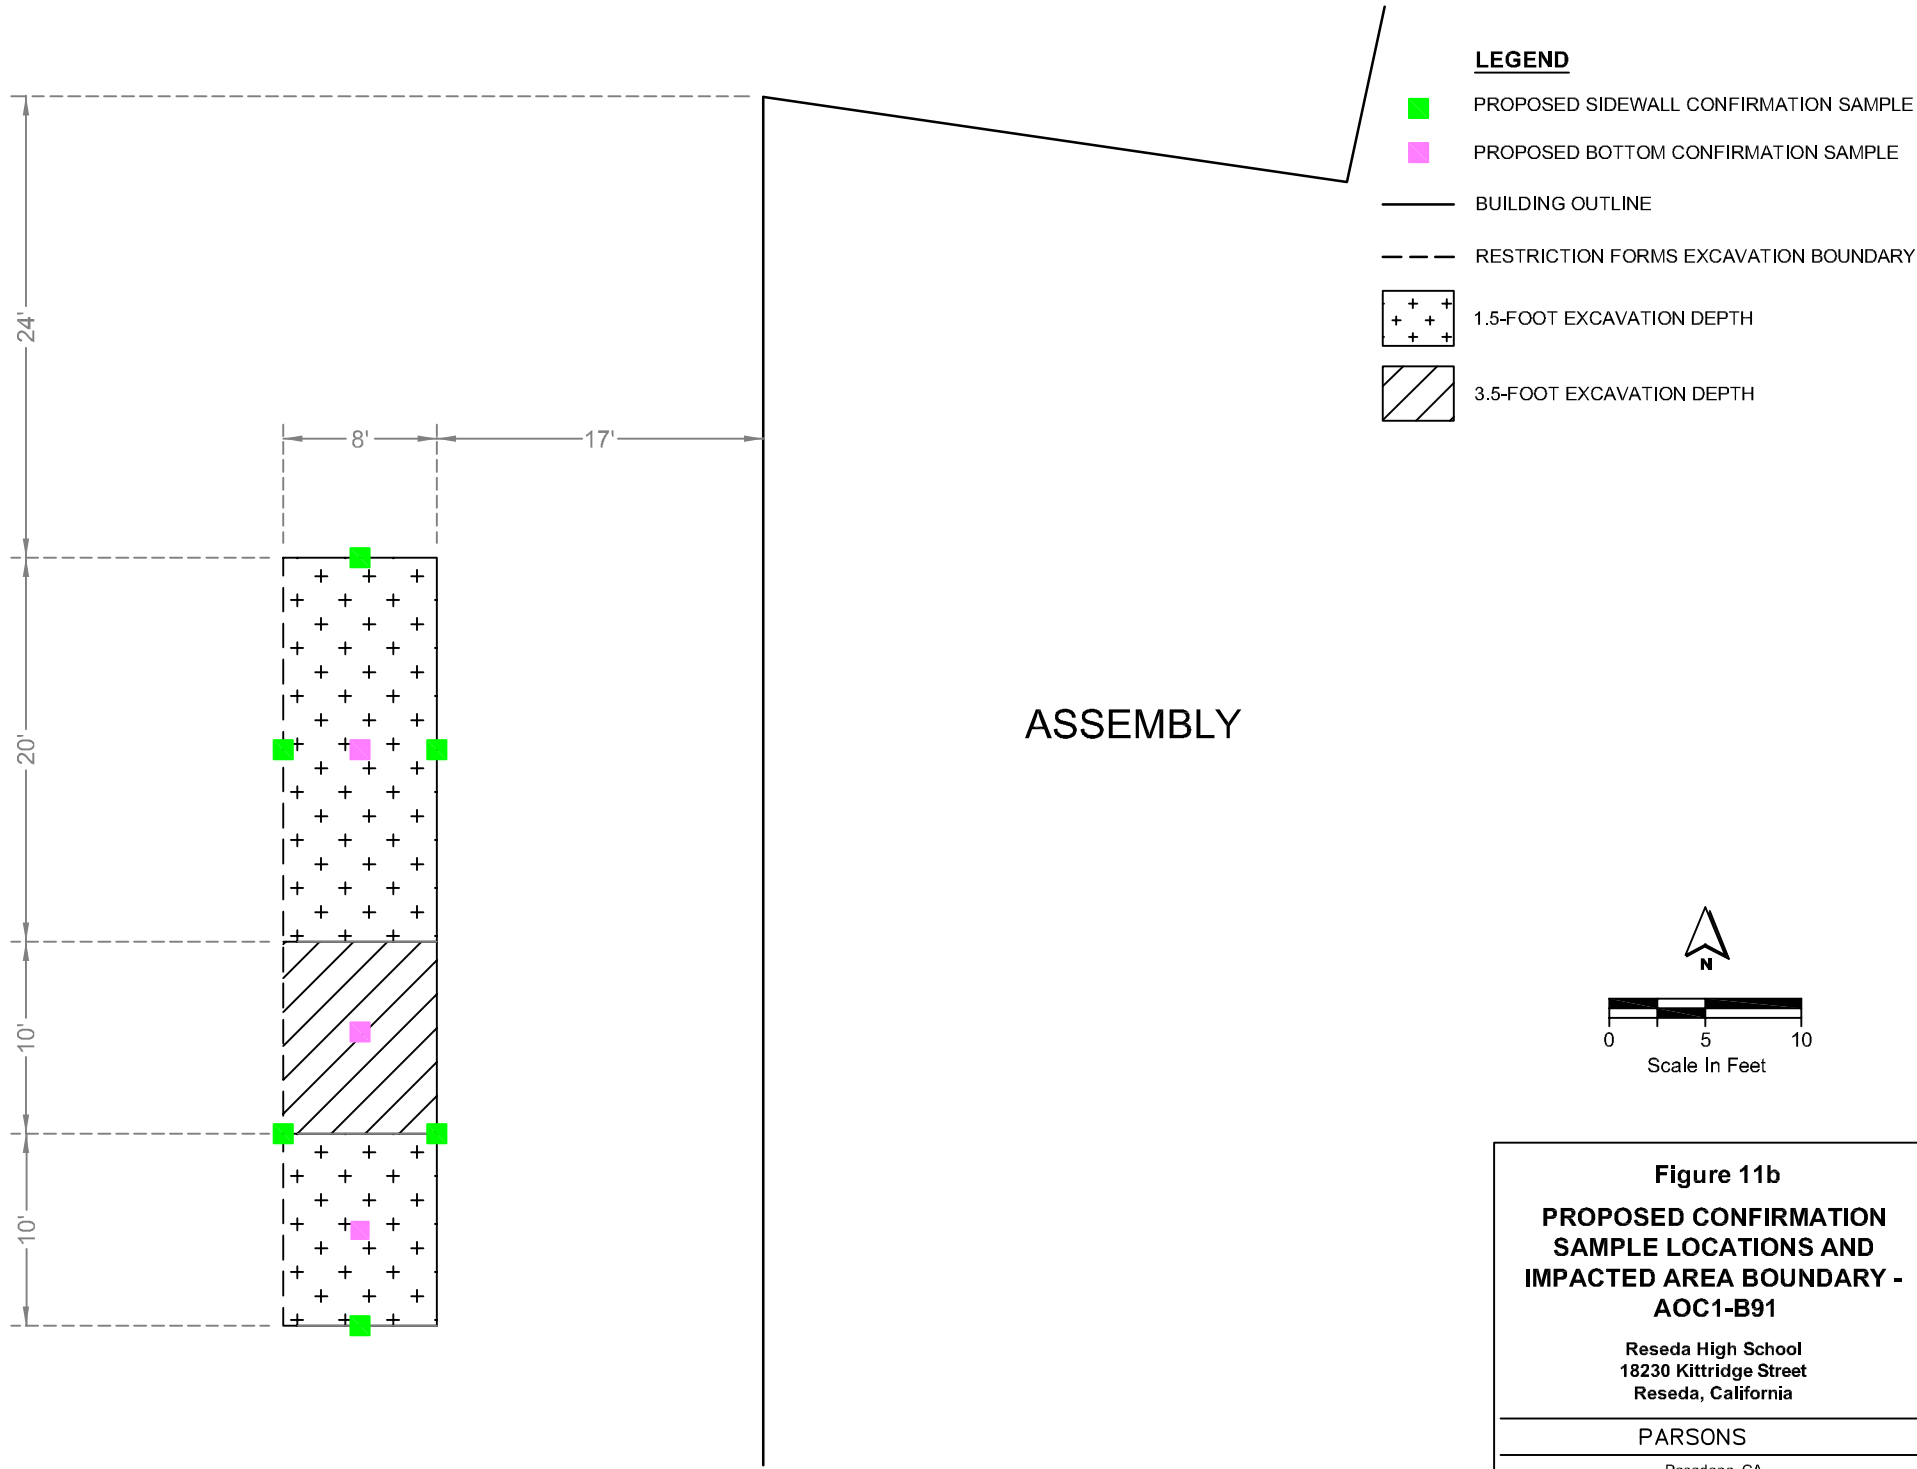 LEGEND
PROPOSED SIDEWALL CONFIRMATION SAMPLE
PROPOSED BOTTOM CONFIRMATION SAMPLE
BUILDING OUTLINE
RESTRICTION FORMS EXCAVATION BOUNDARY
1.5-FOOT EXCAVATION DEPTH
3.5-FOOT EXCAVATION DEPTH
24'
8'
17'
20'
10'
10'
ASSEMBLY
N
0 5 10
Scale In Feet
Figure 11b
PROPOSED CONFIRMATION
SAMPLE LOCATIONS AND
IMPACTED AREA BOUNDARY -
AOC1-B91
Reseda High School
18230 Kittridge Street
Reseda, California
PARSONS
Pasadena, CA